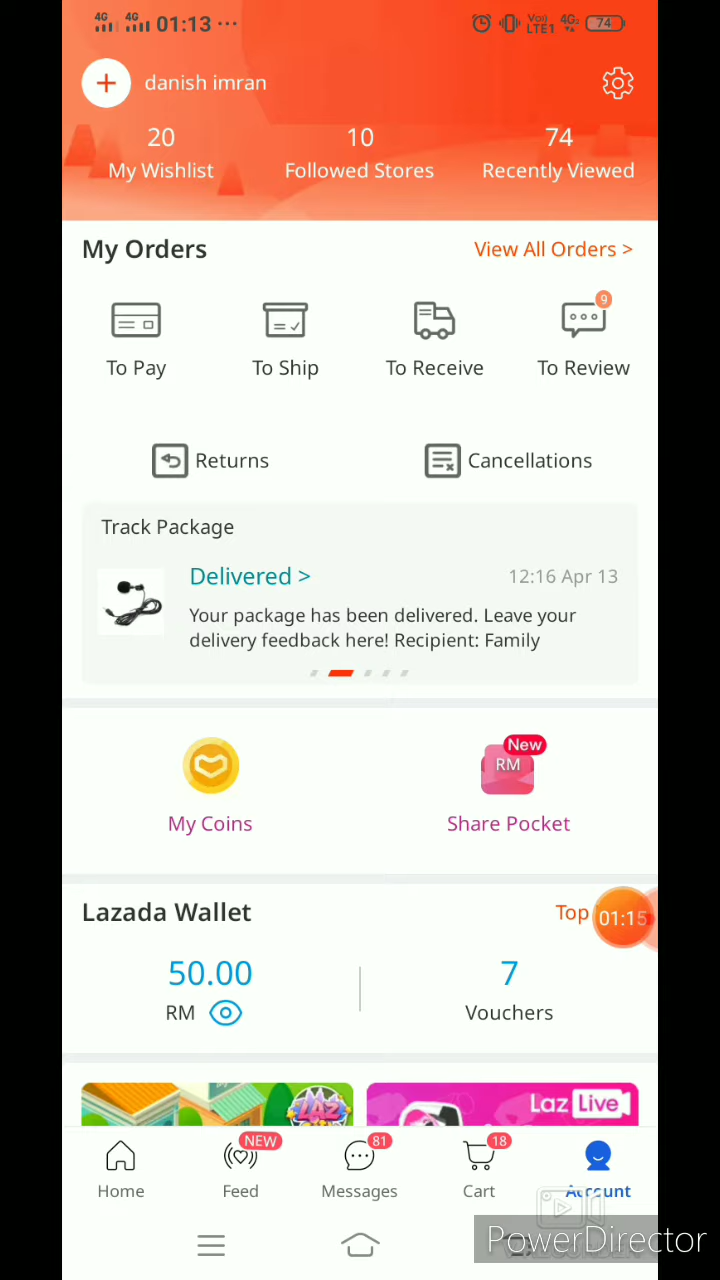 4G 4G 01:13 ... Vo)) LTE1 4G2 74
danish imran
20 10 74
My Wishlist Followed Stores Recently Viewed
My Orders View All Orders >
9
To Pay To Ship To Receive To Review
Returns Cancellations
Track Package
Delivered > 12:16 Apr 13
Your package has been delivered. Leave your
delivery feedback here! Recipient: Family
New
RM
My Coins Share Pocket
Lazada Wallet Top
01:15
50.00 7
RM Vouchers
LAZ Laz Live
NEW 81 18
Home Feed Messages Cart Account
PowerDirector